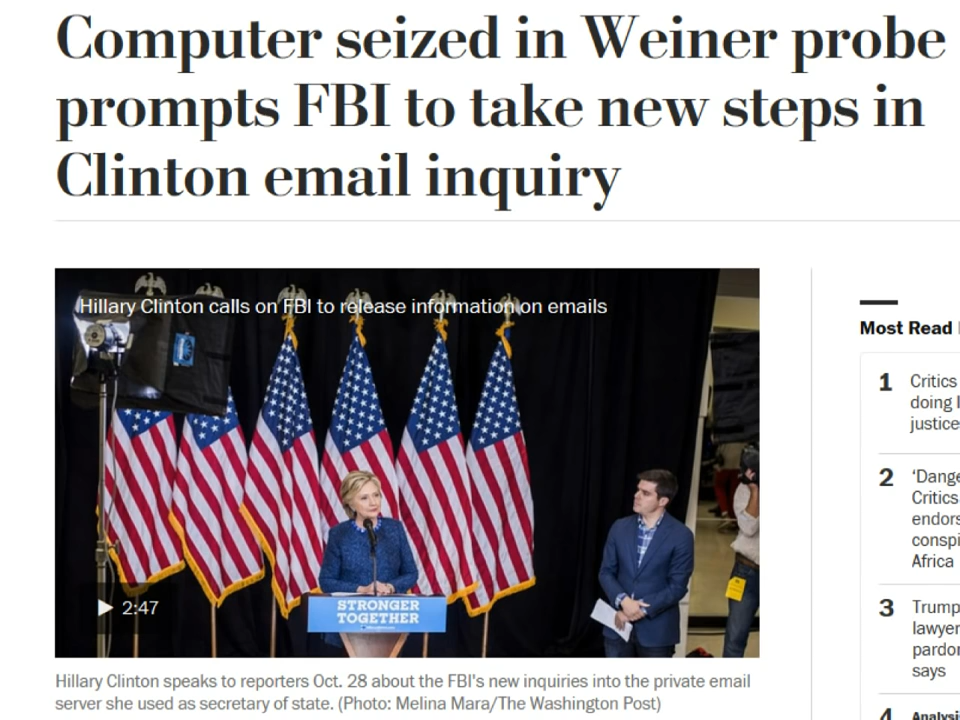 Computer seized in Weiner probe
prompts FBI to take new steps in
Clinton email inquiry
Hillary Clinton calls on FBI to release information on emails
STRONGER
TOGETHER
2:47
Hillary Clinton speaks to reporters Oct. 28 about the FBI's new inquiries into the private email
server she used as secretary of state. (Photo: Melina Mara/The Washington Post)
Most Read
1 Critics
doing
justice
2
Critics
endors
conspi
Africa
3 Trump
lawyer
pardon
says
4 Analysi